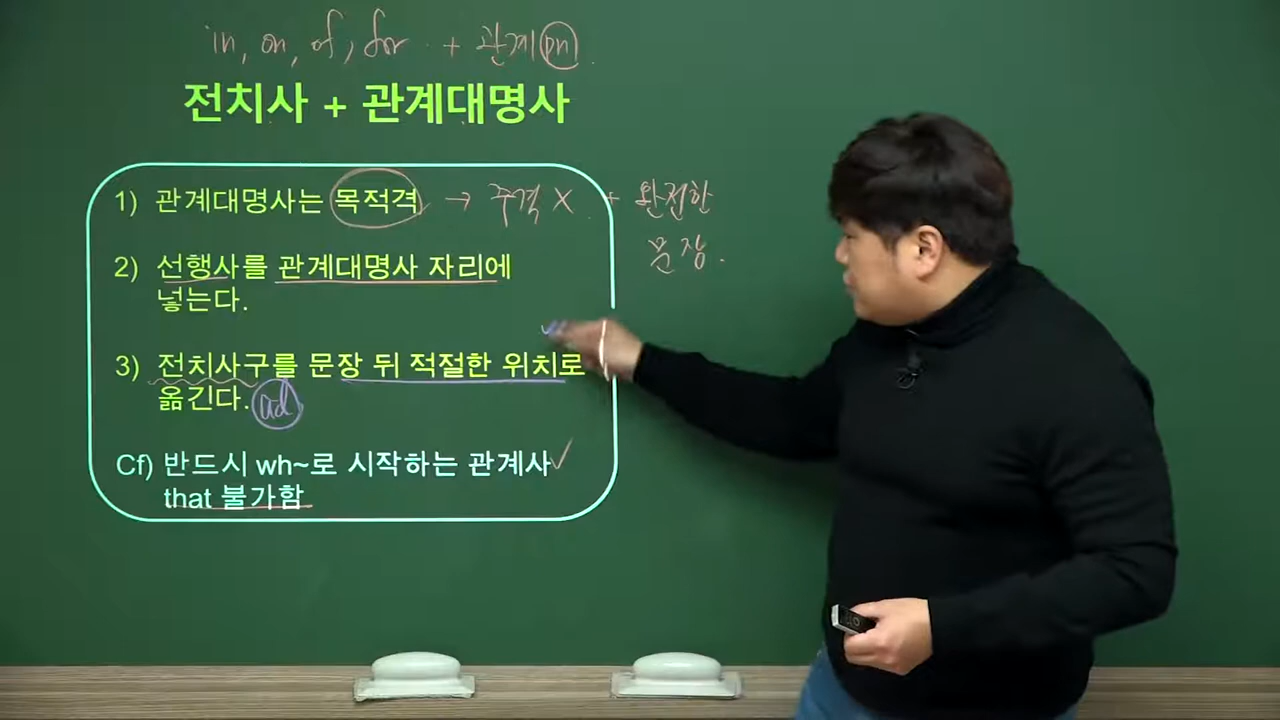 in, on, of, for + 관계 pn.
전치사 + 관계대명사
1) 관계대명사는 목적격 → 주격 X + 완전한
문장.
2) 선행사를 관계대명사 자리에
넣는다.
3) 전치사구를 문장 뒤 적절한 위치로
옮긴다. ad
Cf) 반드시 wh~로 시작하는 관계사
that 불가함